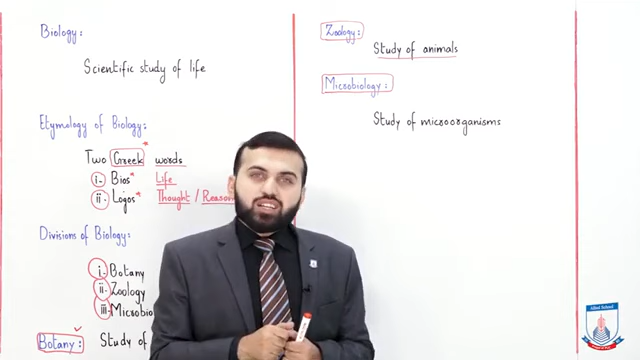 Biology:
Scientific study of life
Etymology of Biology:
Two Greek* words
i. Bios* Life
ii. Logos* Thought /
Divisions of Biology:
i. Botany
ii. Zoology
iii.
Botany: Study of
Zoology:
Study of animals
Microbiology:
Study of microorganisms
Allied School